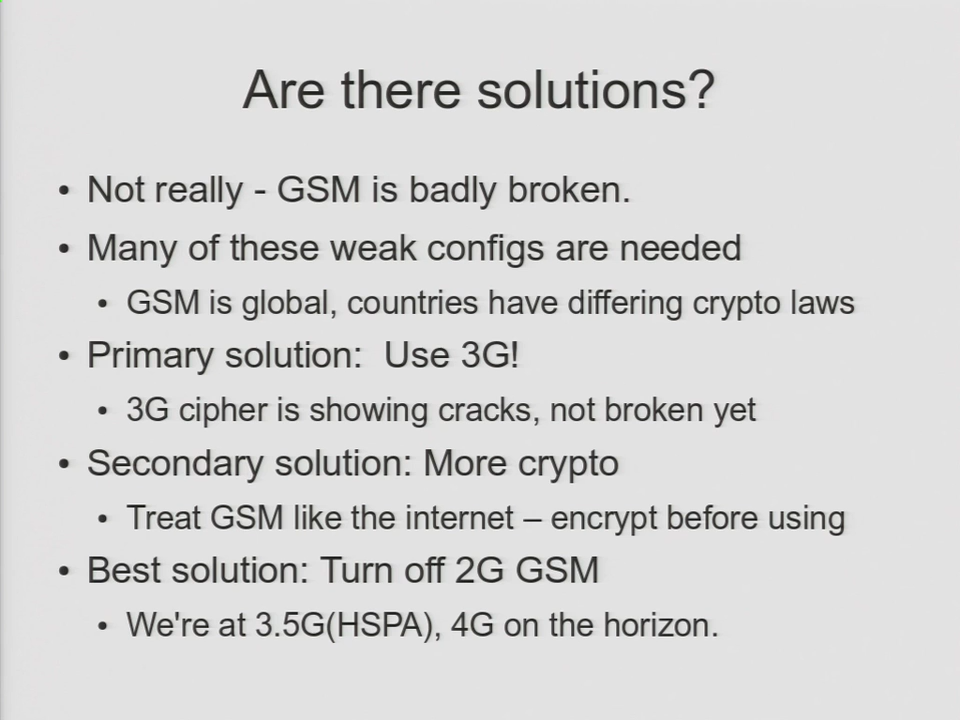 Are there solutions?
• Not really - GSM is badly broken.
• Many of these weak configs are needed
• GSM is global, countries have differing crypto laws
• Primary solution:  Use 3G!
• 3G cipher is showing cracks, not broken yet
• Secondary solution: More crypto
• Treat GSM like the internet – encrypt before using
• Best solution: Turn off 2G GSM
• We're at 3.5G(HSPA), 4G on the horizon.